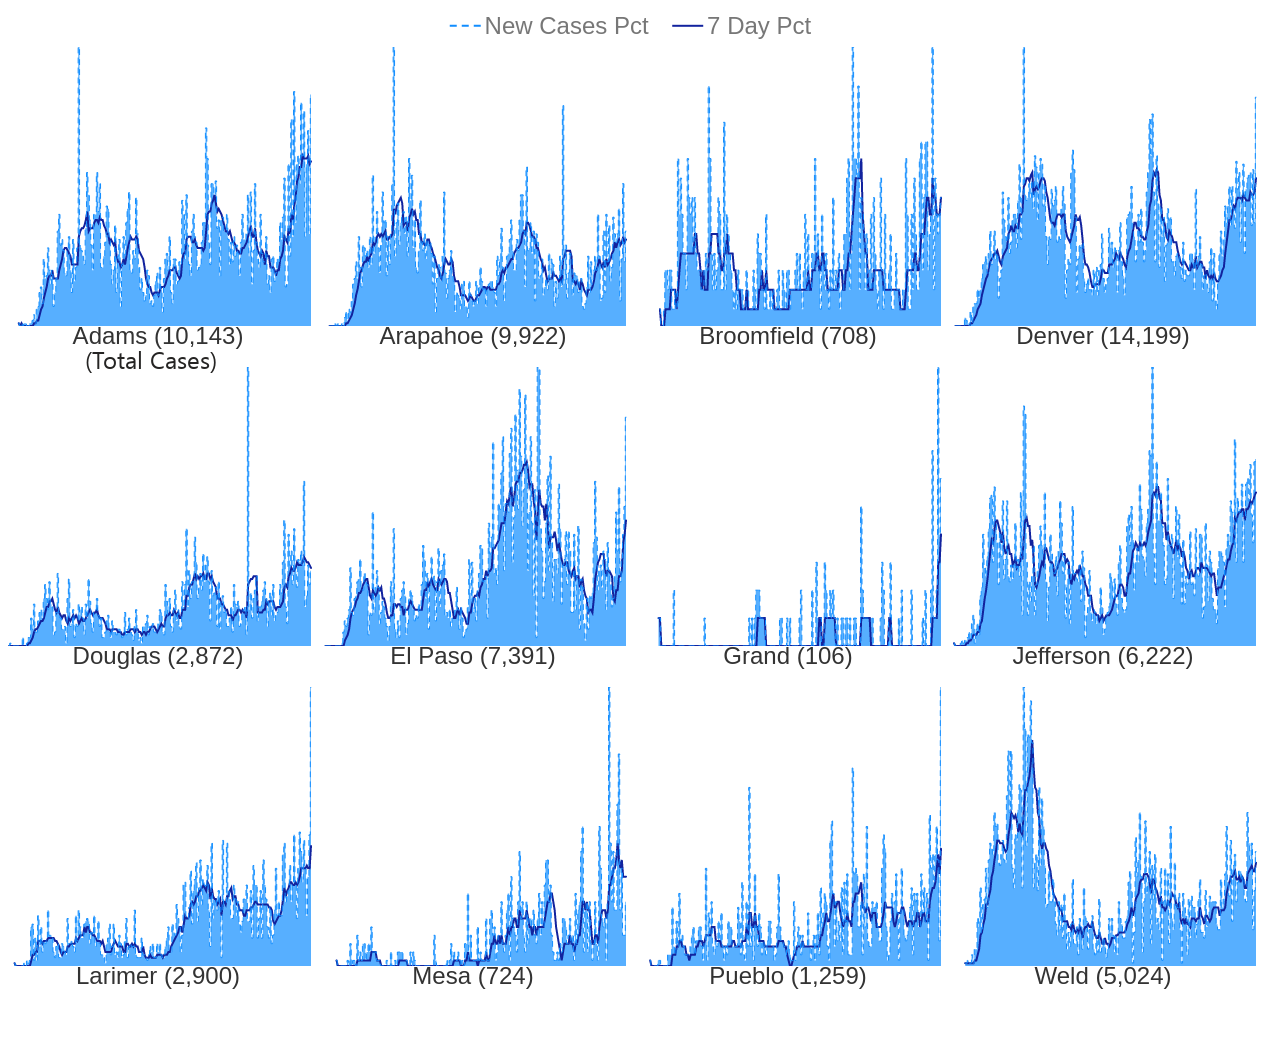 New Cases Pct 7 Day Pct
Adams (10,143) Arapahoe (9,922) Broomfield (708) Denver (14,199)
(Total Cases)
Douglas (2,872) El Paso (7,391) Grand (106) Jefferson (6,222)
Larimer (2,900) Mesa (724) Pueblo (1,259) Weld (5,024)